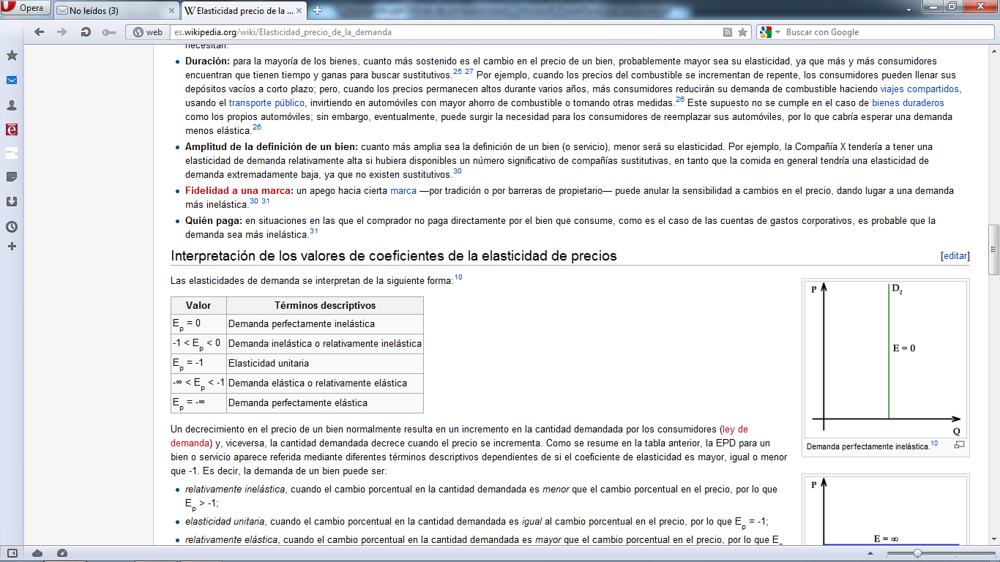 Opera
No leídos (3)
Elasticidad precio de la ...
web
es.wikipedia.org/wiki/Elasticidad_precio_de_la_demanda
Buscar con Google
necesitan.
Duración: para la mayoría de los bienes, cuanto más sostenido es el cambio en el precio de un bien, probablemente mayor sea su elasticidad, ya que más y más consumidores
encuentran que tienen tiempo y ganas para buscar sustitutivos.25 27 Por ejemplo, cuando los precios del combustible se incrementan de repente, los consumidores pueden llenar sus
depósitos vacíos a corto plazo; pero, cuando los precios permanecen altos durante varios años, más consumidores reducirán su demanda de combustible haciendo viajes compartidos,
usando el transporte público, invirtiendo en automóviles con mayor ahorro de combustible o tomando otras medidas.26 Este supuesto no se cumple en el caso de bienes duraderos
como los propios automóviles; sin embargo, eventualmente, puede surgir la necesidad para los consumidores de reemplazar sus automóviles, por lo que cabría esperar una demanda
menos elástica.26
Amplitud de la definición de un bien: cuanto más amplia sea la definición de un bien (o servicio), menor será su elasticidad. Por ejemplo, la Compañía X tendería a tener una
elasticidad de demanda relativamente alta si hubiera disponibles un número significativo de compañías sustitutivas, en tanto que la comida en general tendría una elasticidad de
demanda extremadamente baja, ya que no existen sustitutivos.30
Fidelidad a una marca: un apego hacia cierta marca —por tradición o por barreras de propietario— puede anular la sensibilidad a cambios en el precio, dando lugar a una demanda
más inelástica.30 31
Quién paga: en situaciones en las que el comprador no paga directamente por el bien que consume, como es el caso de las cuentas de gastos corporativos, es probable que la
demanda sea más inelástica.31
Interpretación de los valores de coeficientes de la elasticidad de precios
[editar]
Las elasticidades de demanda se interpretan de la siguiente forma:10
Valor Términos descriptivos
Ep = 0 Demanda perfectamente inelástica
-1 < Ep < 0 Demanda inelástica o relativamente inelástica
Ep = -1 Elasticidad unitaria
-∞ < Ep < -1 Demanda elástica o relativamente elástica
Ep = -∞ Demanda perfectamente elástica
P
D2
E = 0
Q
Demanda perfectamente inelástica.10
Un decrecimiento en el precio de un bien normalmente resulta en un incremento en la cantidad demandada por los consumidores (ley de
demanda) y, viceversa, la cantidad demandada decrece cuando el precio se incrementa. Como se resume en la tabla anterior, la EPD para un
bien o servicio aparece referida mediante diferentes términos descriptivos dependientes de si el coeficiente de elasticidad es mayor, igual o menor
que -1. Es decir, la demanda de un bien puede ser:
relativamente inelástica, cuando el cambio porcentual en la cantidad demandada es menor que el cambio porcentual en el precio, por lo que
Ep > -1;
elasticidad unitaria, cuando el cambio porcentual en la cantidad demandada es igual al cambio porcentual en el precio, por lo que Ep = -1;
relativamente elástica, cuando el cambio porcentual en la cantidad demandada es mayor que el cambio porcentual en el precio, por lo que Ep
P
E = ∞